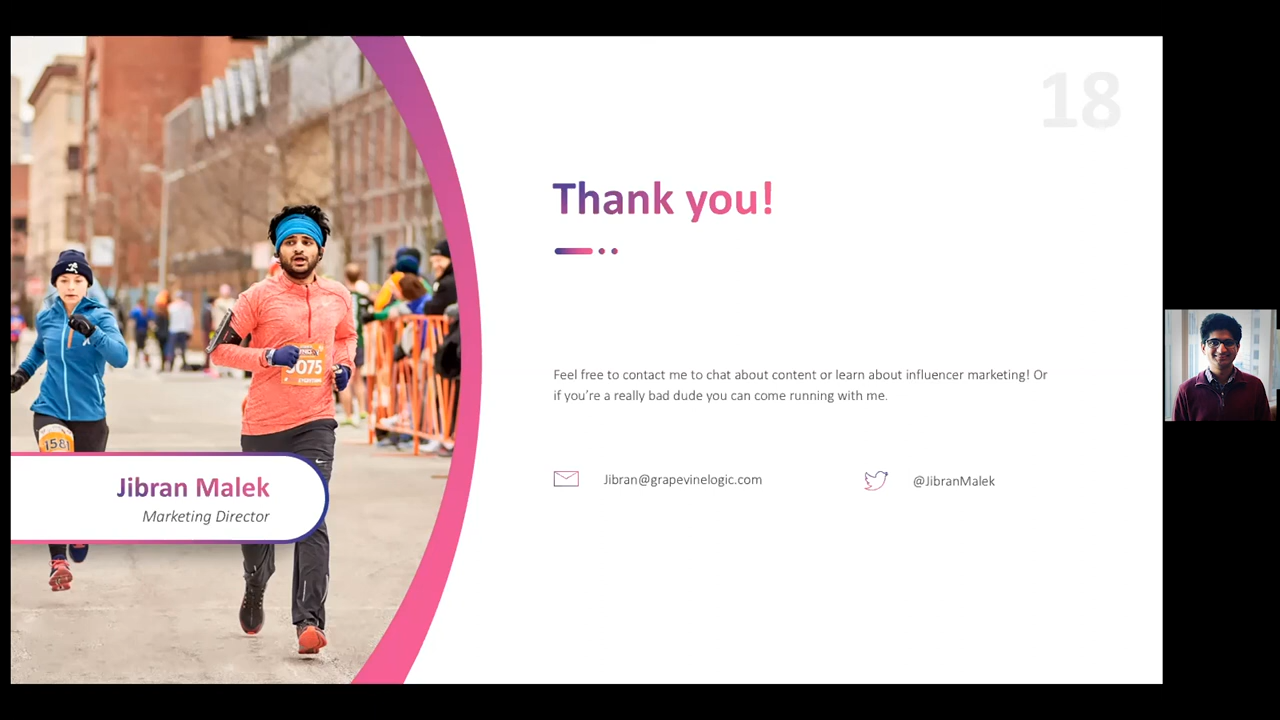 18
Thank you!
Feel free to contact me to chat about content or learn about influencer marketing! Or
if you're a really bad dude you can come running with me.
Jibran@grapevinelogic.com
@JibranMalek
Jibran Malek
Marketing Director
158